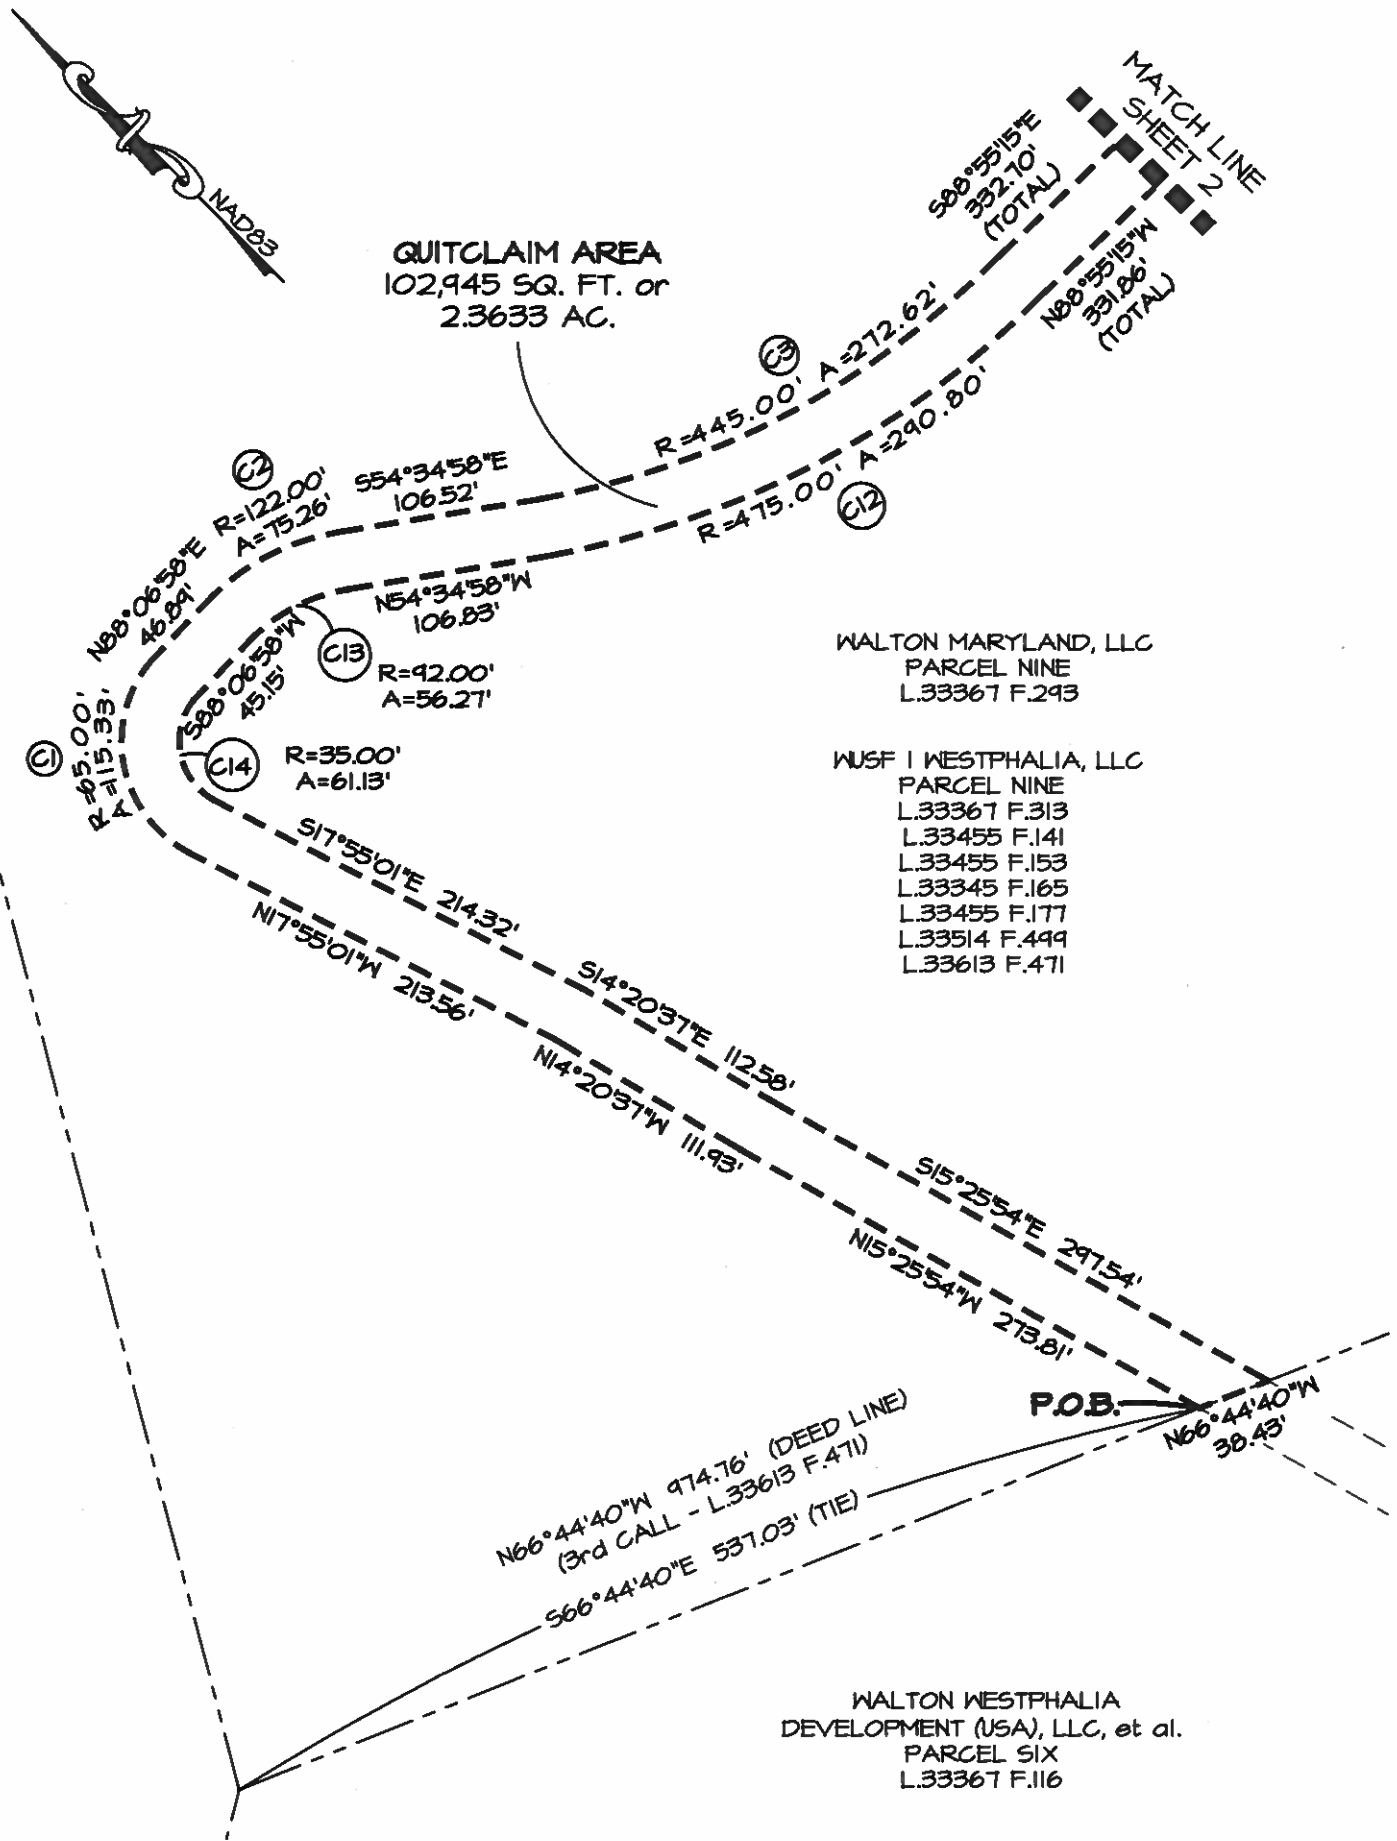 MATCH LINE
SHEET 2
NAD83
S88°55'15"E
332.70'
(TOTAL)
N88°55'15"W
331.86'
(TOTAL)
QUITCLAIM AREA
102,945 SQ. FT. or
2.3633 AC.
C3
R=445.00' A=272.62'
R=475.00' A=290.80'
C12
C2
R=122.00'
A=75.26'
S54°34'58"E
106.52'
N88°06'58"E
46.89'
N54°34'58"W
106.83'
S88°06'58"W
45.15'
C13
R=92.00'
A=56.27'
C1
R=65.00'
A=115.33'
C14
R=35.00'
A=61.13'
WALTON MARYLAND, LLC
PARCEL NINE
L.33367 F.293
WUSF I WESTPHALIA, LLC
PARCEL NINE
L.33367 F.313
L.33455 F.141
L.33455 F.153
L.33345 F.165
L.33455 F.177
L.33514 F.499
L.33613 F.471
S17°55'01"E 214.32'
N17°55'01"W 213.56'
S14°20'37"E 112.58'
N14°20'37"W 111.93'
S15°25'54"E 297.54'
N15°25'54"W 273.81'
P.O.B.
N66°44'40"W
38.43'
N66°44'40"W 974.76' (DEED LINE)
(3rd CALL - L.33613 F.471)
S66°44'40"E 537.03' (TIE)
WALTON WESTPHALIA
DEVELOPMENT (USA), LLC, et al.
PARCEL SIX
L.33367 F.116